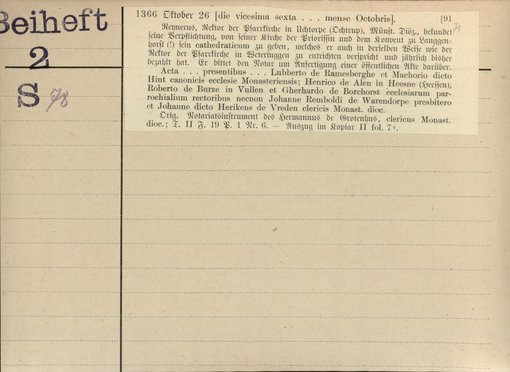 Beiheft
2
S 78
1366 Oktober 26 [die vicesima sexta . . . mense Octobris]. [91
Reynerus, Rektor der Pfarrkirche in Uchtorpe (Ochtrup), Münst. Diöz., bekundet
seine Verpflichtung, von seiner Kirche der Priorissin und dem Konvent zu Langgen-
horst (!) sein cathedraticum zu geben, welches er auch in derselben Weise wie der
Rektor der Pfarrkirche in Weteringgen zu entrichten verspricht und jährlich bisher
bezahlt hat. Er bittet den Notar um Anfertigung einer öffentlichen Akte darüber.
Acta . . . presentibus . . . Lubberto de Ramesberghe et Machorio dicto
Hint canonicis ecclesie Monasteriensis; Henrico de Alen in Heesne (Heessen),
Roberto de Burze in Vullen et Gherhardo de Borchorst ecclesiarum par-
rochialium rectoribus necnon Johanne Remboldi de Warendorpe presbitero
et Johanne dicto Herikens de Vreden clericis Monast. dioc.
Orig. Notariatsinstrument des Hermannus de Grotenhus, clericus Monast.
dioc.; T. II F. 19 P. 1 Nr. 6. — Auszug im Kopiar II fol. 7v.